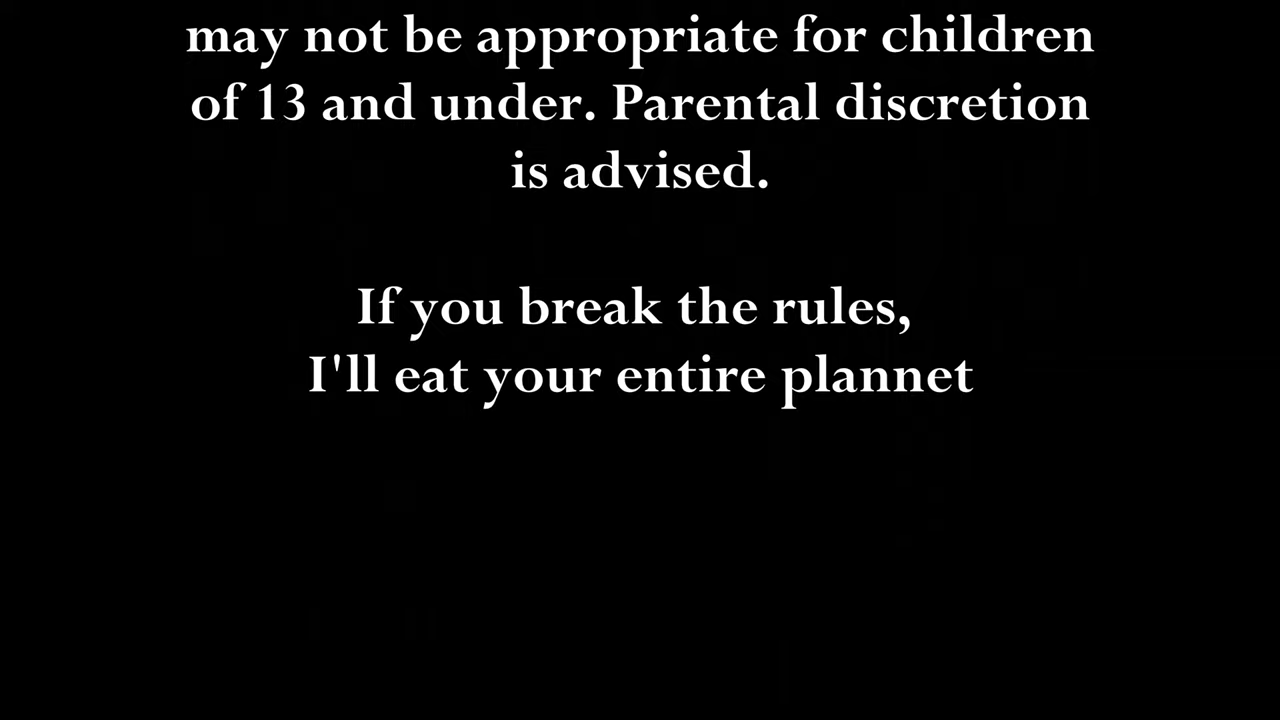 may not be appropriate for children
of 13 and under. Parental discretion
is advised.
If you break the rules,
I'll eat your entire plannet